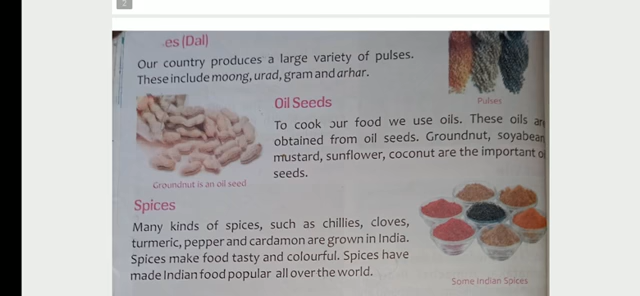 2
es (Dal)
Our country produces a large variety of pulses.
These include moong, urad, gram and arhar.
Pulses
Oil Seeds
To cook our food we use oils. These oils
obtained from oil seeds. Groundnut, soyabean
mustard, sunflower, coconut are the important
seeds.
Groundnut is an oil seed
Spices
Many kinds of spices, such as chillies, cloves,
turmeric, pepper and cardamon are grown in India.
Spices make food tasty and colourful. Spices have
made Indian food popular all over the world.
Some Indian Spices